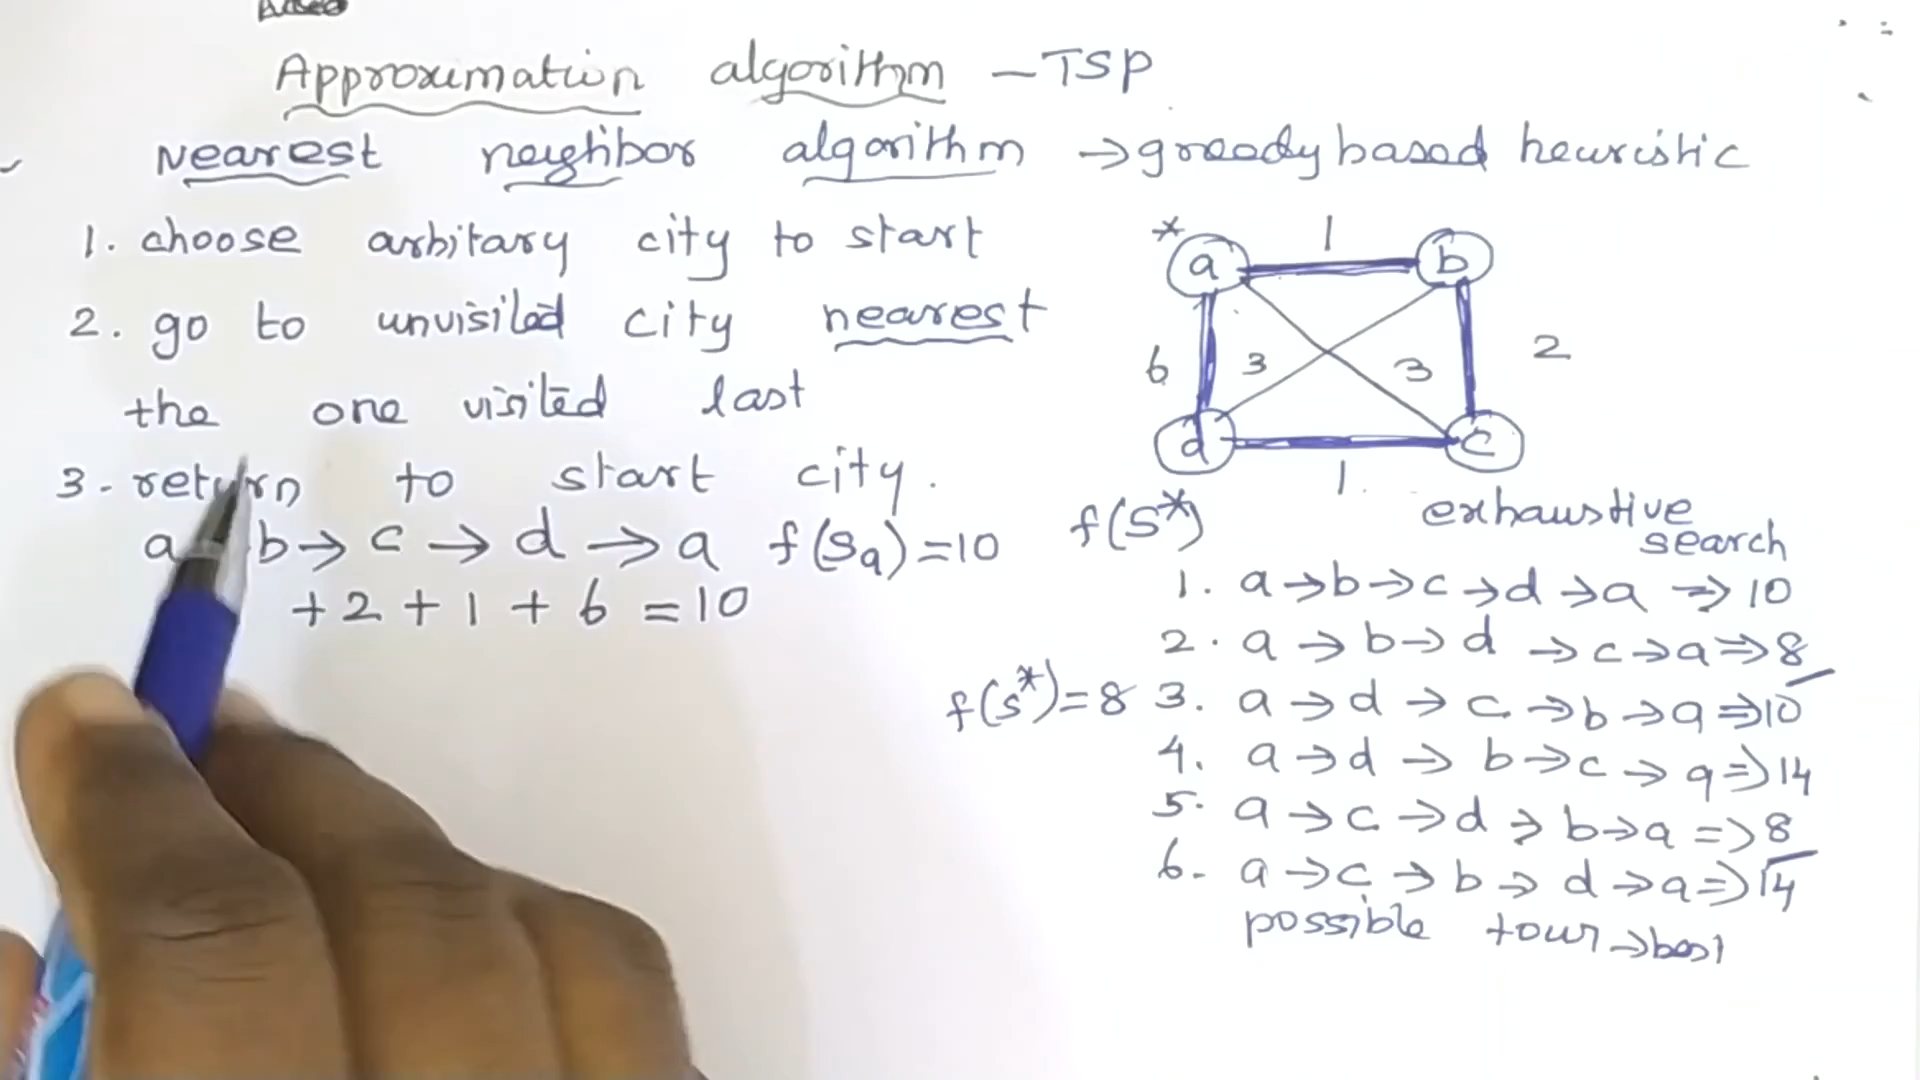 Approximation algorithm - TSP
Nearest neighbor algorithm → greedy based heuristic
1. choose arbitary city to start
2. go to unvisited city nearest
the one visited last
3. return to start city.
a b → c → d → a f(Sa) = 10
+ 2 + 1 + 6 = 10
* a 1 b
6 3 3 2
d 1 c
f(S*) exhaustive
search
1. a → b → c → d → a => 10
2. a → b → d → c → a => 8
f(s*) = 8 3. a → d → c → b → a => 10
4. a → d → b → c → a => 14
5. a → c → d → b → a => 8
6. a → c → b → d → a => 14
possible tour → best